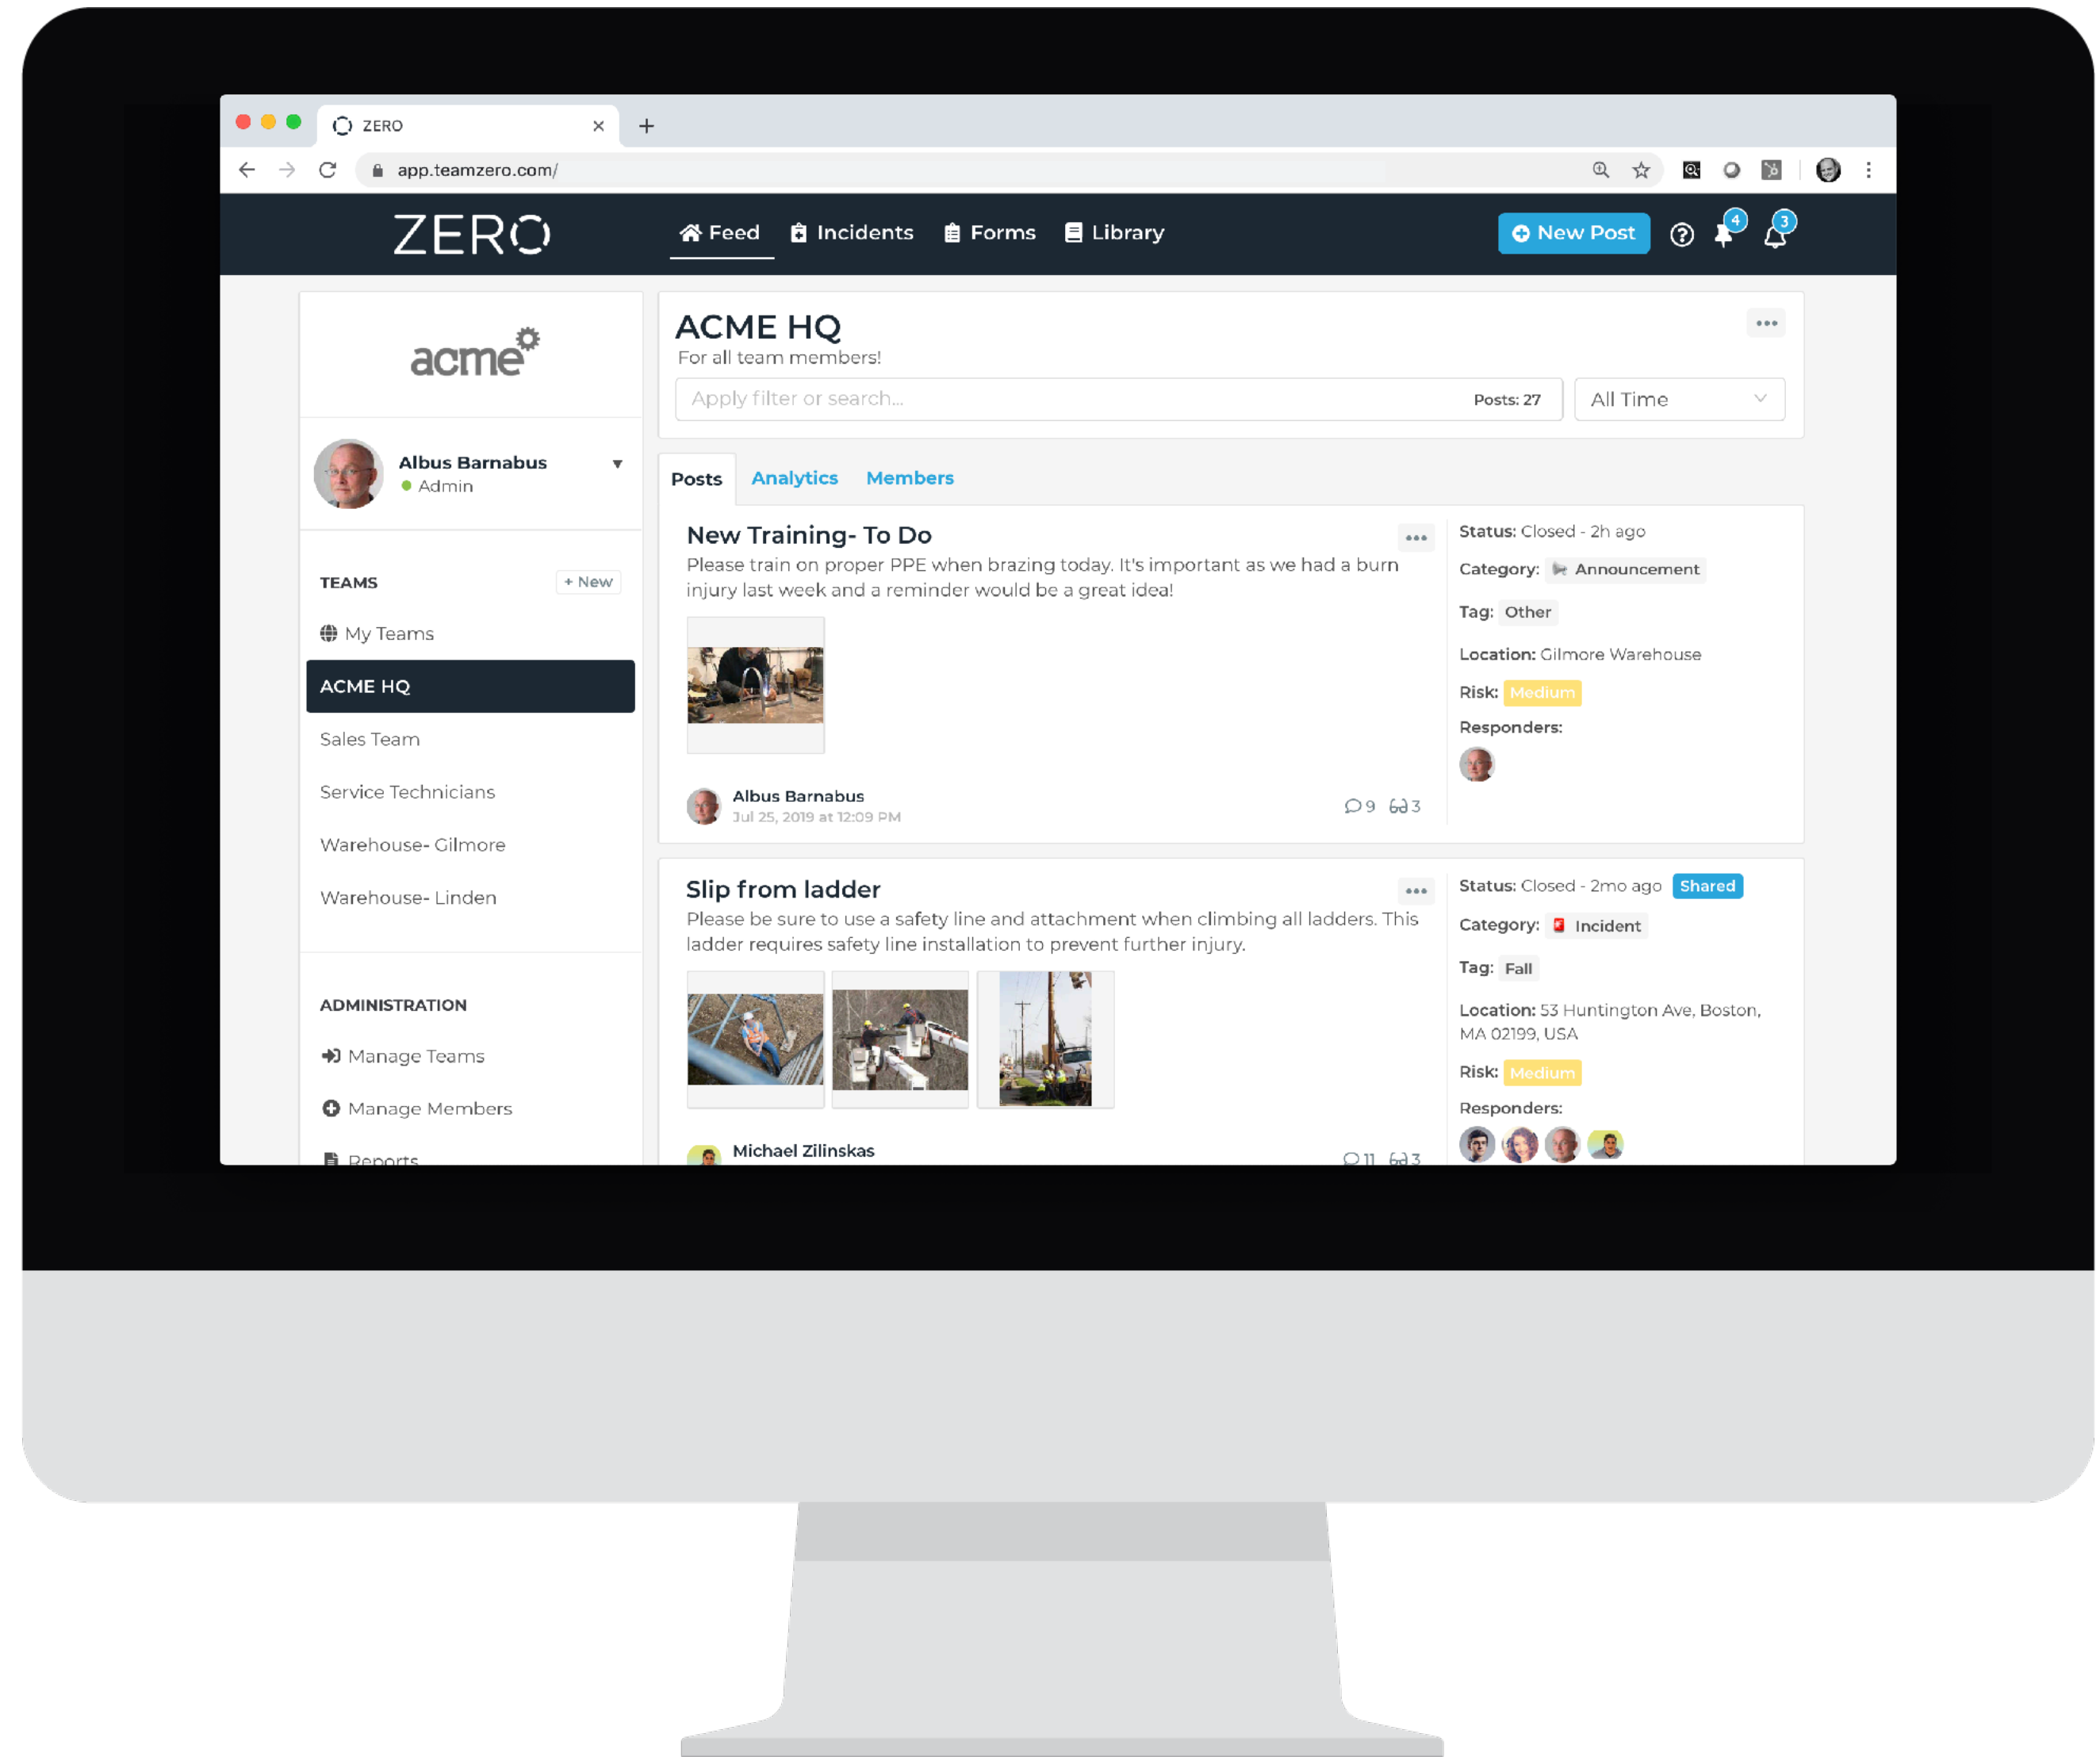 ZERO
app.teamzero.com/
ZERO
Feed
Incidents
Forms
Library
New Post
4
3
acme
Albus Barnabus
Admin
TEAMS
+ New
My Teams
ACME HQ
Sales Team
Service Technicians
Warehouse- Gilmore
Warehouse- Linden
ADMINISTRATION
Manage Teams
Manage Members
Reports
ACME HQ
For all team members!
Apply filter or search...
Posts: 27
All Time
Posts
Analytics
Members
New Training- To Do
Please train on proper PPE when brazing today. It's important as we had a burn
injury last week and a reminder would be a great idea!
Albus Barnabus
Jul 25, 2019 at 12:09 PM
9
3
Status: Closed - 2h ago
Category: Announcement
Tag: Other
Location: Gilmore Warehouse
Risk: Medium
Responders:
Slip from ladder
Please be sure to use a safety line and attachment when climbing all ladders. This
ladder requires safety line installation to prevent further injury.
Michael Zilinskas
11
3
Status: Closed - 2mo ago Shared
Category: Incident
Tag: Fall
Location: 53 Huntington Ave, Boston,
MA 02199, USA
Risk: Medium
Responders: